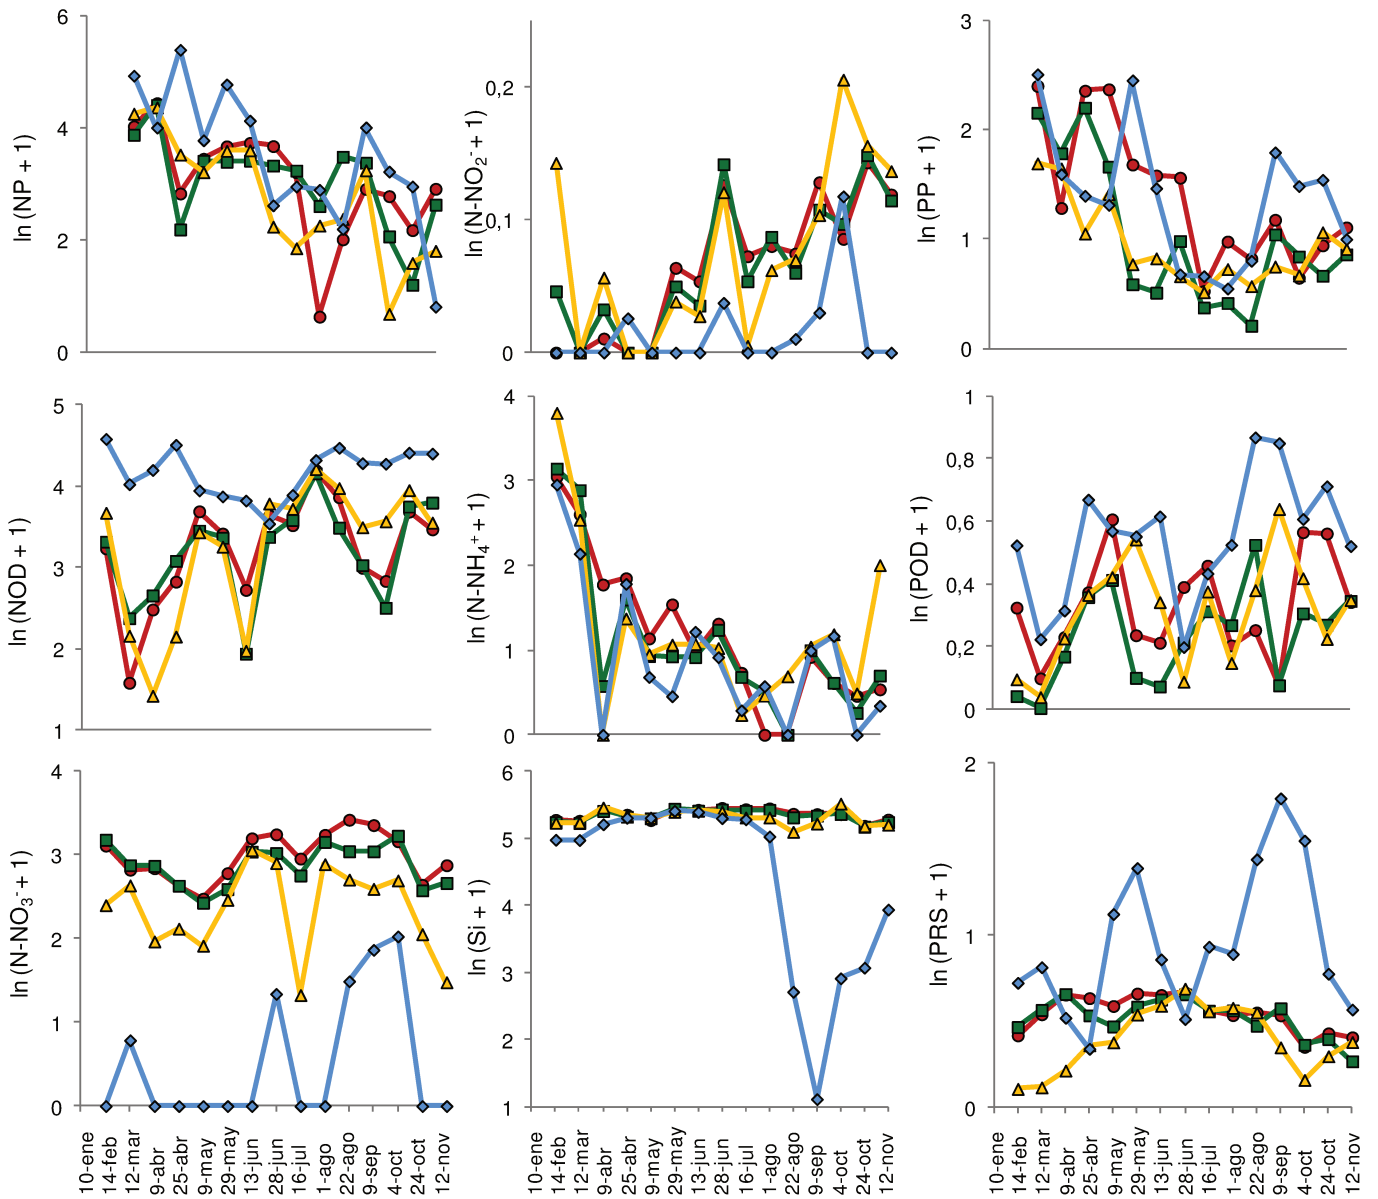 6
4
2
0
ln (NP + 1)
0,2
0,1
0
ln (N-NO₂⁻ + 1)
3
2
1
0
ln (PP + 1)
5
4
3
2
1
ln (NOD + 1)
4
3
2
1
0
ln (N-NH₄⁺ + 1)
1
0,8
0,6
0,4
0,2
0
ln (POD + 1)
4
3
2
1
0
ln (N-NO₃⁻ + 1)
6
5
4
3
2
1
ln (Si + 1)
2
1
0
ln (PRS + 1)
10-ene
14-feb
12-mar
9-abr
25-abr
9-may
29-may
13-jun
28-jun
16-jul
1-ago
22-ago
9-sep
4-oct
24-oct
12-nov
10-ene
14-feb
12-mar
9-abr
25-abr
9-may
29-may
13-jun
28-jun
16-jul
1-ago
22-ago
9-sep
4-oct
24-oct
12-nov
10-ene
14-feb
12-mar
9-abr
25-abr
9-may
29-may
13-jun
28-jun
16-jul
1-ago
22-ago
9-sep
4-oct
24-oct
12-nov